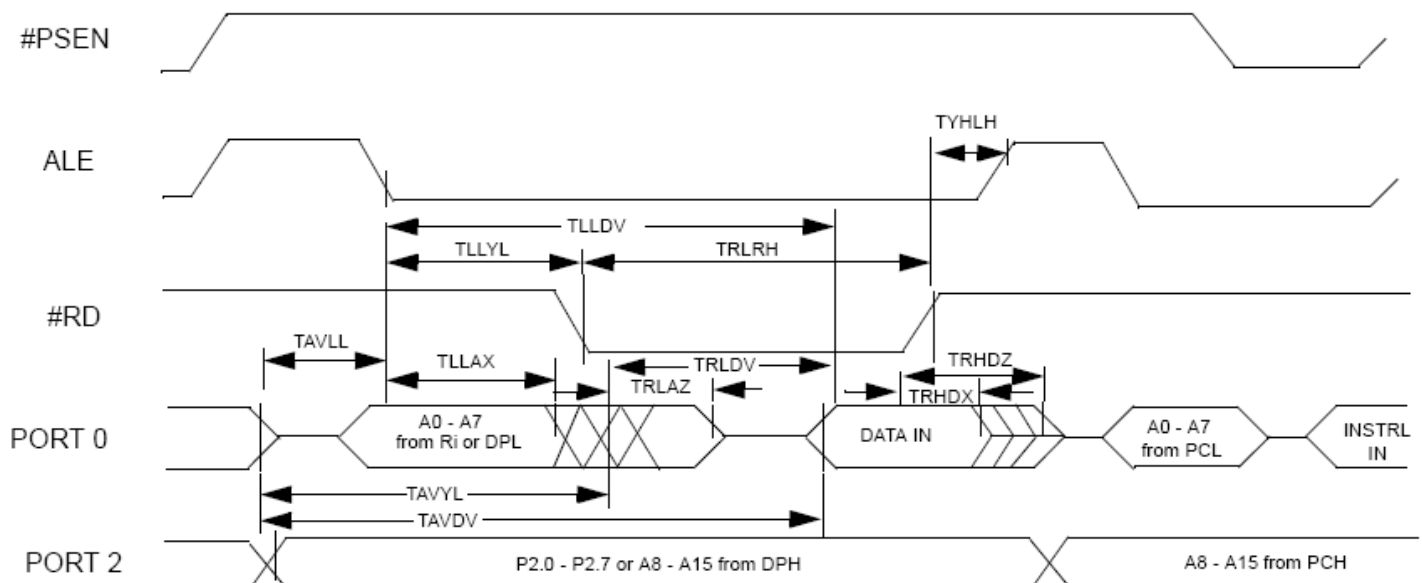 #PSEN
TYHLH
ALE
TLLDV
TLLYL
TRLRH
#RD
TAVLL
TLLAX
TRLDV
TRHDZ
TRLAZ
TRHDX
PORT 0
A0 - A7
from Ri or DPL
DATA IN
A0 - A7
from PCL
INSTRL
IN
TAVYL
TAVDV
PORT 2
P2.0 - P2.7 or A8 - A15 from DPH
A8 - A15 from PCH